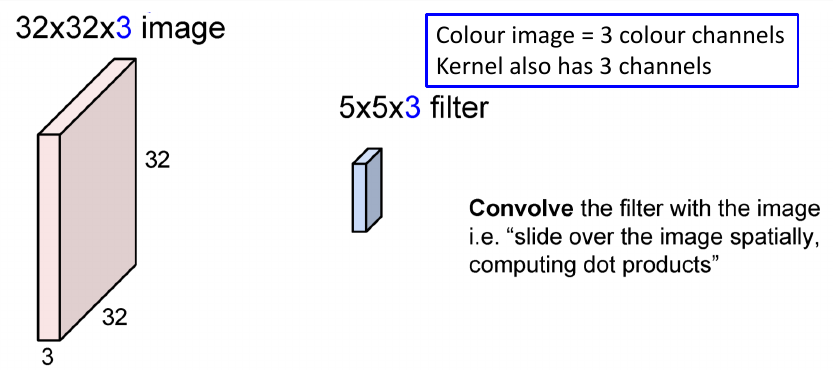 32x32x3 image
Colour image = 3 colour channels
Kernel also has 3 channels
5x5x3 filter
32
Convolve the filter with the image
i.e. “slide over the image spatially,
computing dot products”
32
3